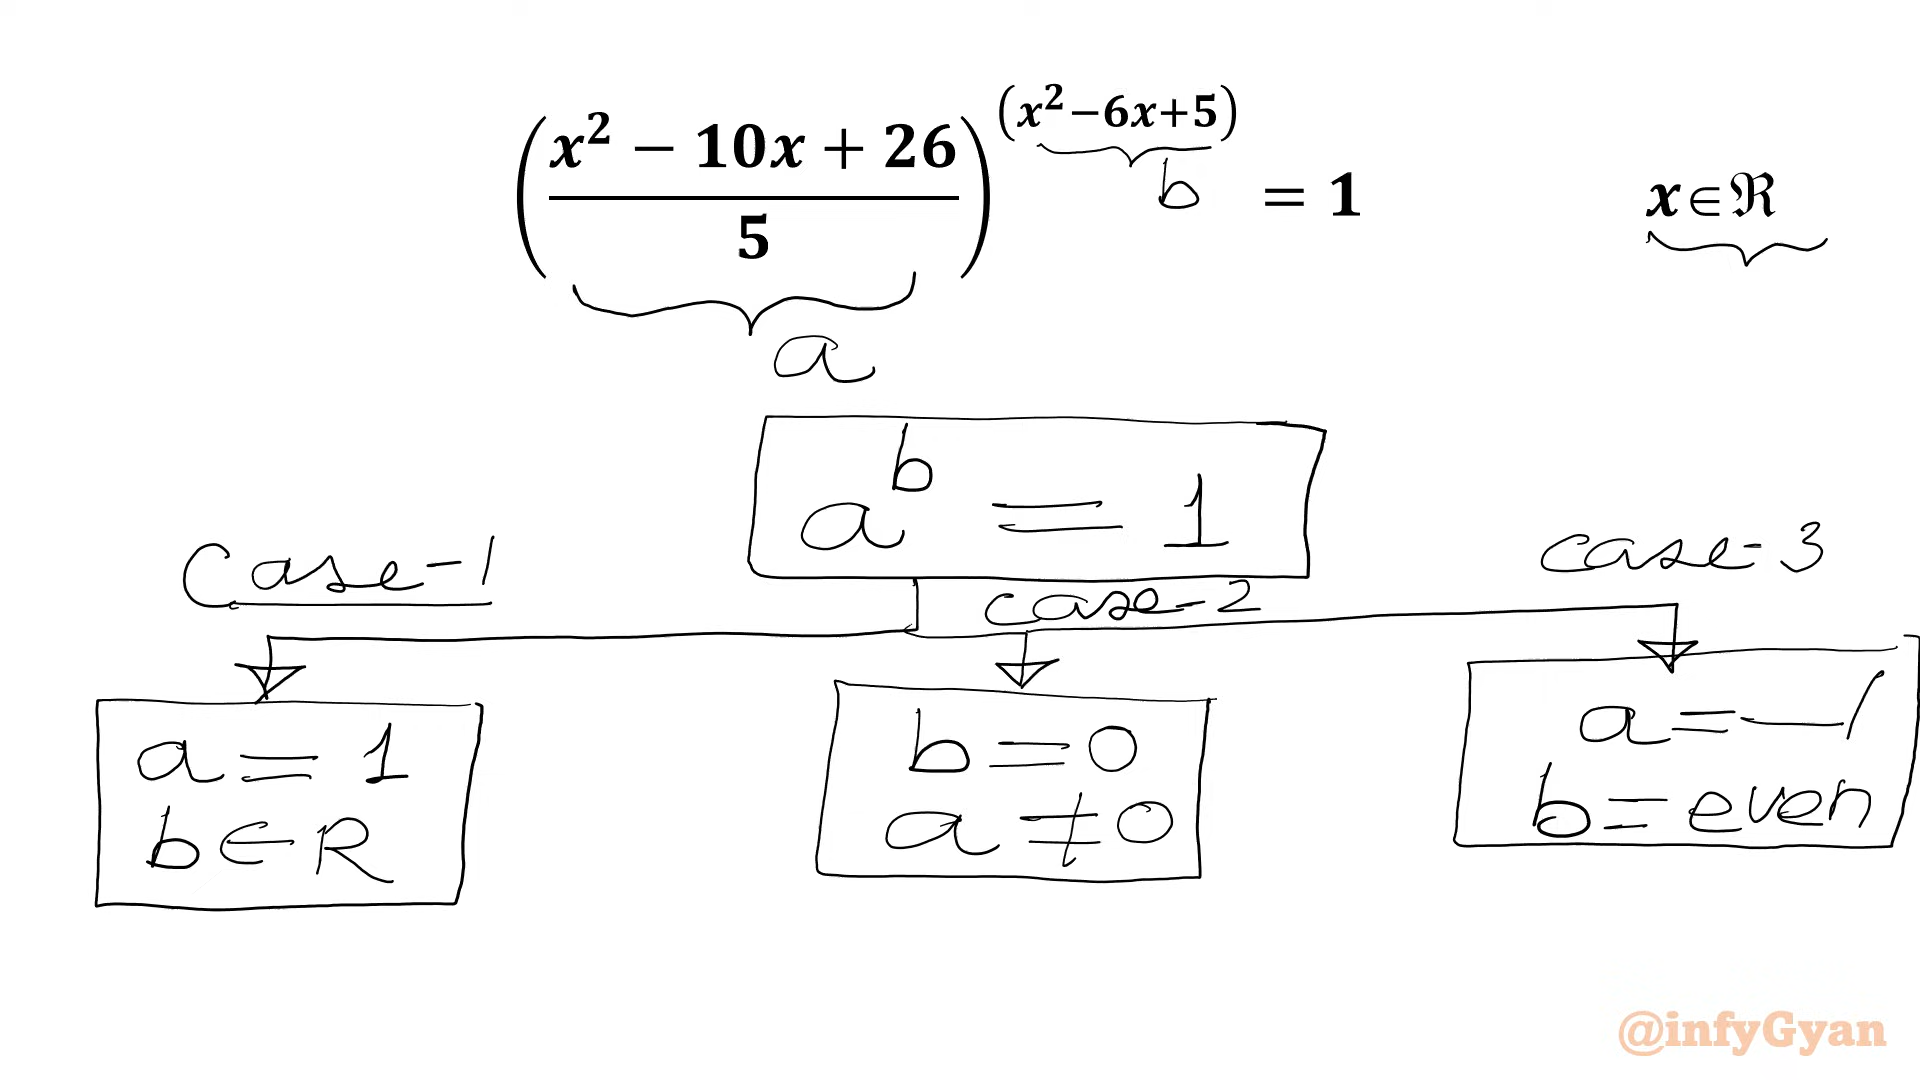 (x² − 10x + 26 / 5)^(x²−6x+5) = 1 x∈ℜ
b
a
a^b = 1
case-1
case-2
case-3
a = 1
b ∈ R
b = 0
a ≠ 0
a = -1
b = even
@infyGyan